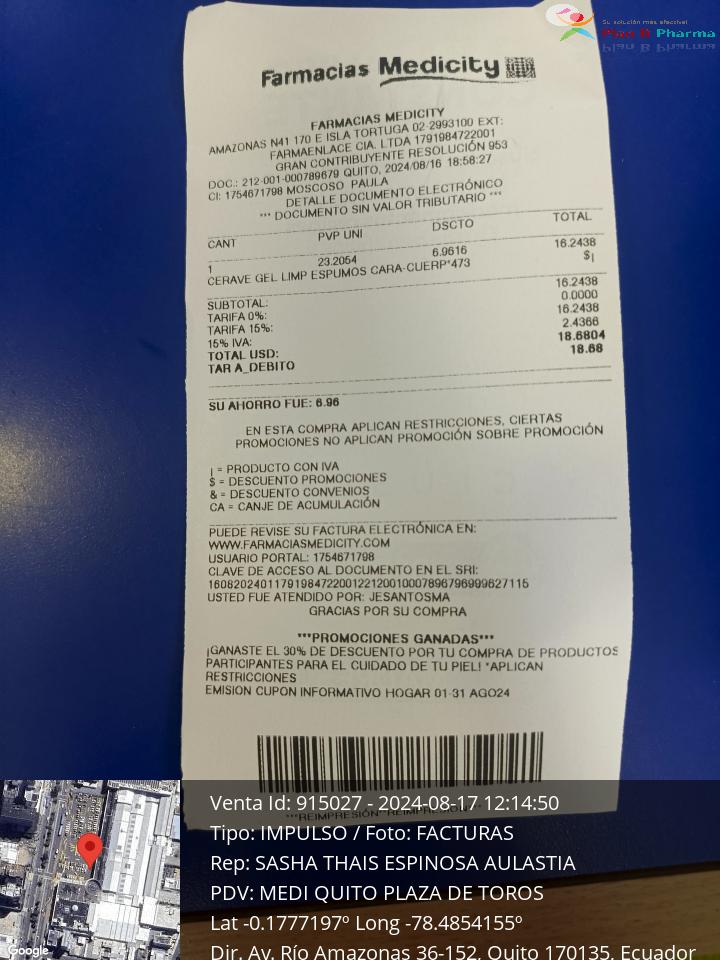 Su solución más efectiva!
Plan B Pharma
Farmacias Medicity
FARMACIAS MEDICITY
AMAZONAS N41 170 E ISLA TORTUGA 02-2993100 EXT:
FARMAENLACE CIA. LTDA 1791984722001
GRAN CONTRIBUYENTE RESOLUCIÓN 953
DOC.: 212-001-000789679 QUITO, 2024/08/16 18:58:27
CI: 1754671798 MOSCOSO PAULA
DETALLE DOCUMENTO ELECTRÓNICO
*** DOCUMENTO SIN VALOR TRIBUTARIO ***
CANT PVP UNI DSCTO TOTAL
1 23.2054 6.9616 16.2438
CERAVE GEL LIMP ESPUMOS CARA-CUERP*473 $|
SUBTOTAL: 16.2438
TARIFA 0%: 0.0000
TARIFA 15%: 16.2438
15% IVA: 2.4366
TOTAL USD: 18.6804
TAR A_DEBITO 18.68
SU AHORRO FUE: 6.96
EN ESTA COMPRA APLICAN RESTRICCIONES, CIERTAS
PROMOCIONES NO APLICAN PROMOCIÓN SOBRE PROMOCIÓN
| = PRODUCTO CON IVA
$ = DESCUENTO PROMOCIONES
& = DESCUENTO CONVENIOS
CA = CANJE DE ACUMULACIÓN
PUEDE REVISE SU FACTURA ELECTRÓNICA EN:
WWW.FARMACIASMEDICITY.COM
USUARIO PORTAL: 1754671798
CLAVE DE ACCESO AL DOCUMENTO EN EL SRI:
1608202401179198472200122120010007896796999627115
USTED FUE ATENDIDO POR: JESANTOSMA
GRACIAS POR SU COMPRA
***PROMOCIONES GANADAS***
¡GANASTE EL 30% DE DESCUENTO POR TU COMPRA DE PRODUCTOS
PARTICIPANTES PARA EL CUIDADO DE TU PIEL! *APLICAN
RESTRICCIONES
EMISION CUPON INFORMATIVO HOGAR 01-31 AGO24
Venta Id: 915027 - 2024-08-17 12:14:50
Tipo: IMPULSO / Foto: FACTURAS
Rep: SASHA THAIS ESPINOSA AULASTIA
PDV: MEDI QUITO PLAZA DE TOROS
Lat -0.1777197º Long -78.4854155º
Dir. Av. Río Amazonas 36-152, Quito 170135, Ecuador
Google